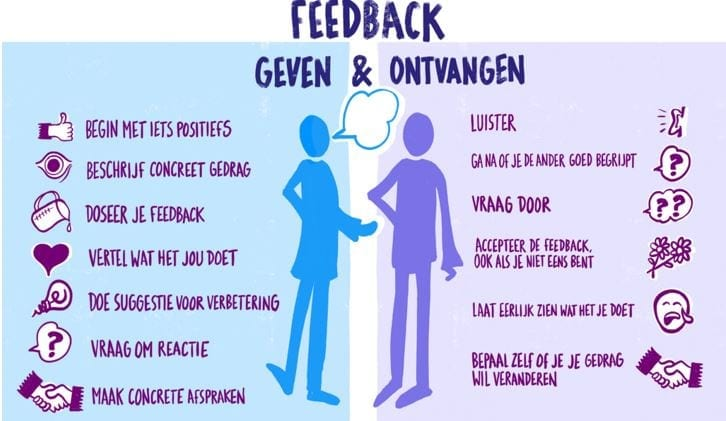 FEEDBACK
GEVEN & ONTVANGEN
BEGIN MET IETS POSITIEFS
BESCHRIJF CONCREET GEDRAG
DOSEER JE FEEDBACK
VERTEL WAT HET JOU DOET
DOE SUGGESTIE VOOR VERBETERING
?
VRAAG OM REACTIE
MAAK CONCRETE AFSPRAKEN
LUISTER
GA NA OF JE DE ANDER GOED BEGRIJPT
?
VRAAG DOOR
??
ACCEPTEER DE FEEDBACK,
OOK ALS JE NIET EENS BENT
LAAT EERLIJK ZIEN WAT HET JE DOET
BEPAAL ZELF OF JE JE GEDRAG
WIL VERANDEREN